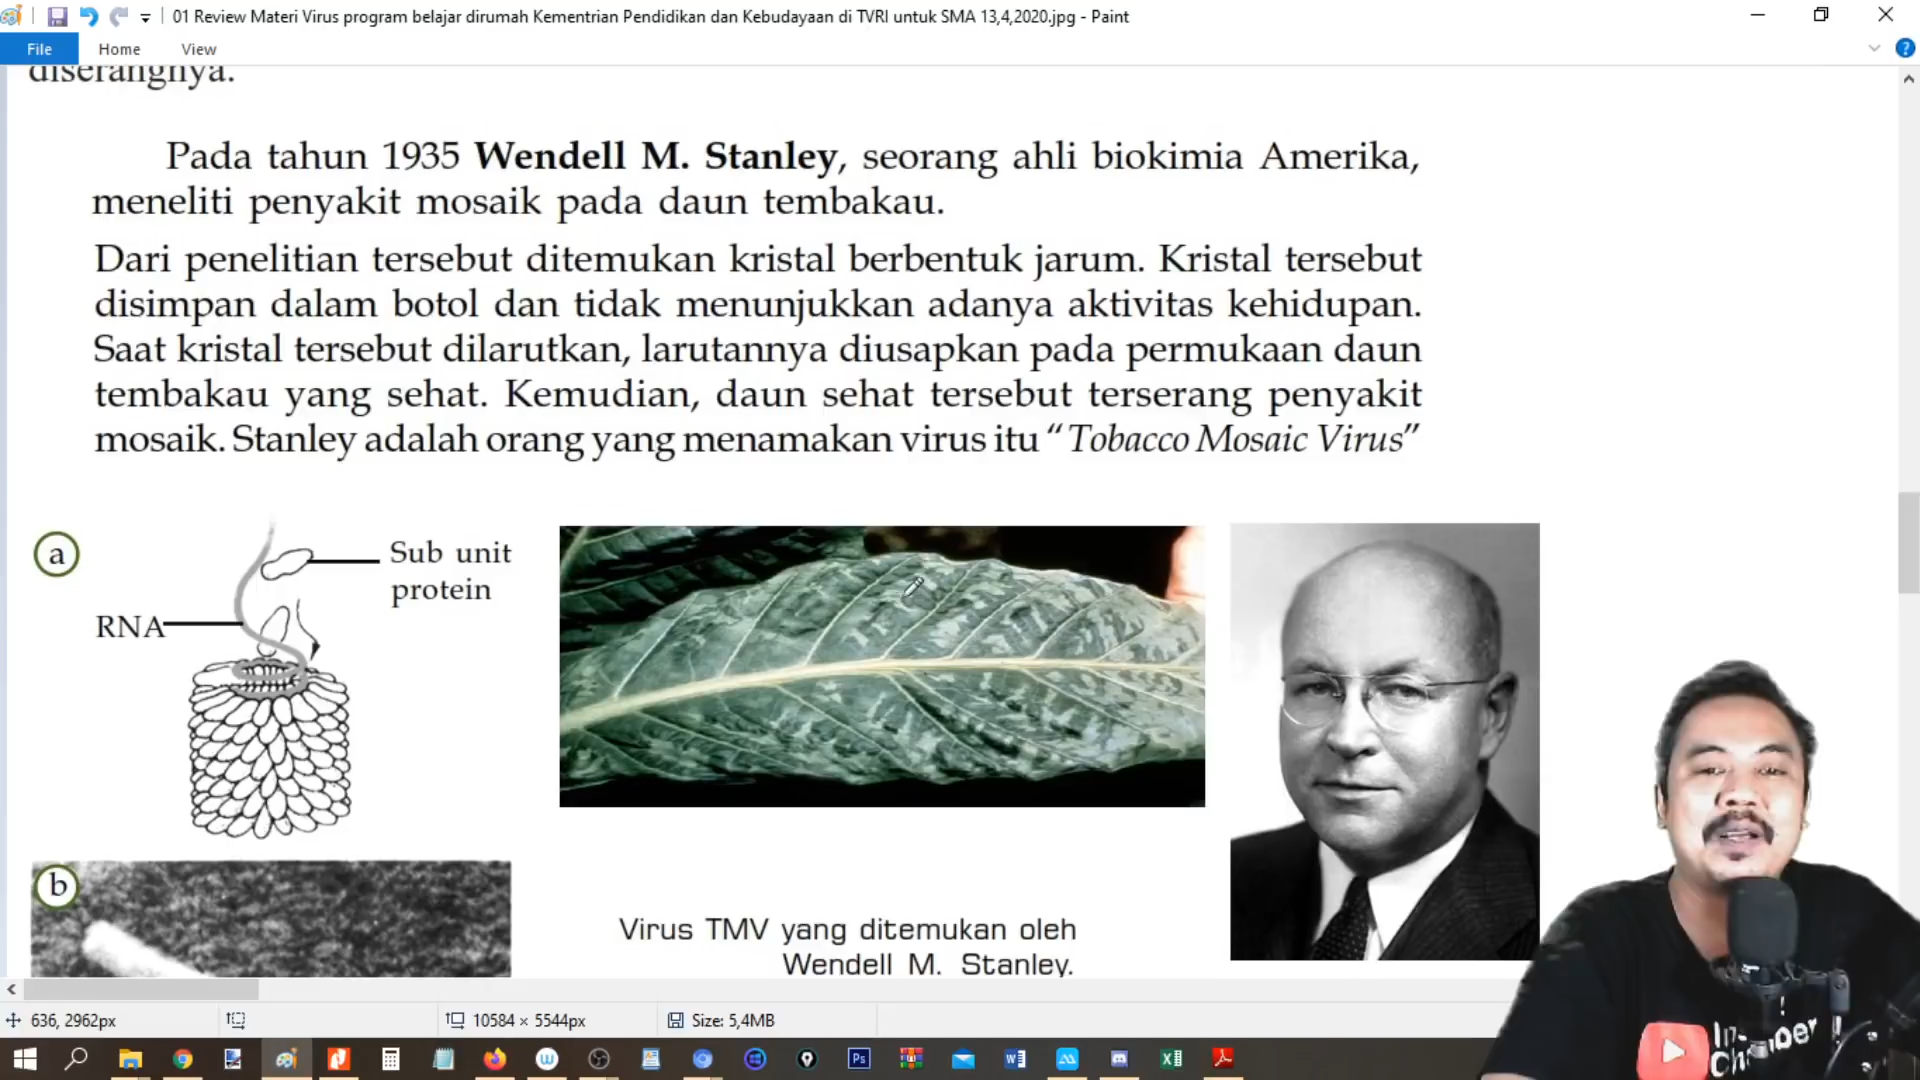 01 Review Materi Virus program belajar dirumah Kementrian Pendidikan dan Kebudayaan di TVRI untuk SMA 13,4,2020.jpg - Paint
File Home View
diserangnya.
Pada tahun 1935 Wendell M. Stanley, seorang ahli biokimia Amerika,
meneliti penyakit mosaik pada daun tembakau.
Dari penelitian tersebut ditemukan kristal berbentuk jarum. Kristal tersebut
disimpan dalam botol dan tidak menunjukkan adanya aktivitas kehidupan.
Saat kristal tersebut dilarutkan, larutannya diusapkan pada permukaan daun
tembakau yang sehat. Kemudian, daun sehat tersebut terserang penyakit
mosaik. Stanley adalah orang yang menamakan virus itu “Tobacco Mosaic Virus”
a
Sub unit
protein
RNA
b
Virus TMV yang ditemukan oleh
Wendell M. Stanley.
636, 2962px
10584 × 5544px
Size: 5,4MB
Ps